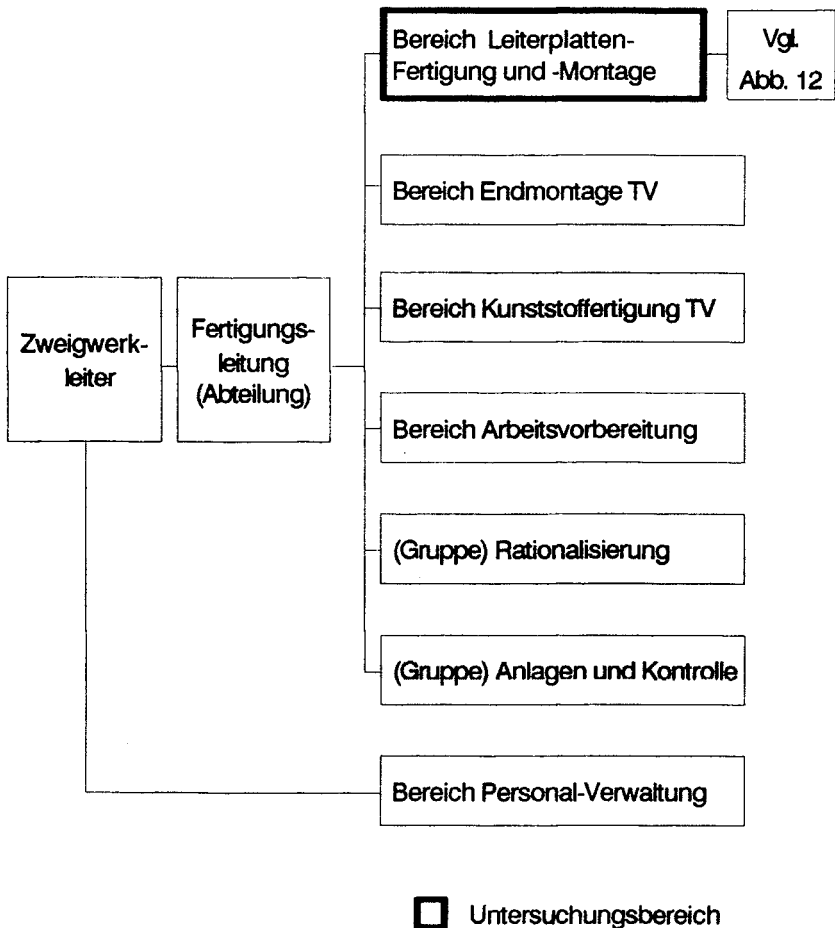 Bereich Leiterplatten-
Fertigung und -Montage
Vgl.
Abb. 12
Bereich Endmontage TV
Bereich Kunststoffertigung TV
Zweigwerk-
leiter
Fertigungs-
leitung
(Abteilung)
Bereich Arbeitsvorbereitung
(Gruppe) Rationalisierung
(Gruppe) Anlagen und Kontrolle
Bereich Personal-Verwaltung
Untersuchungsbereich